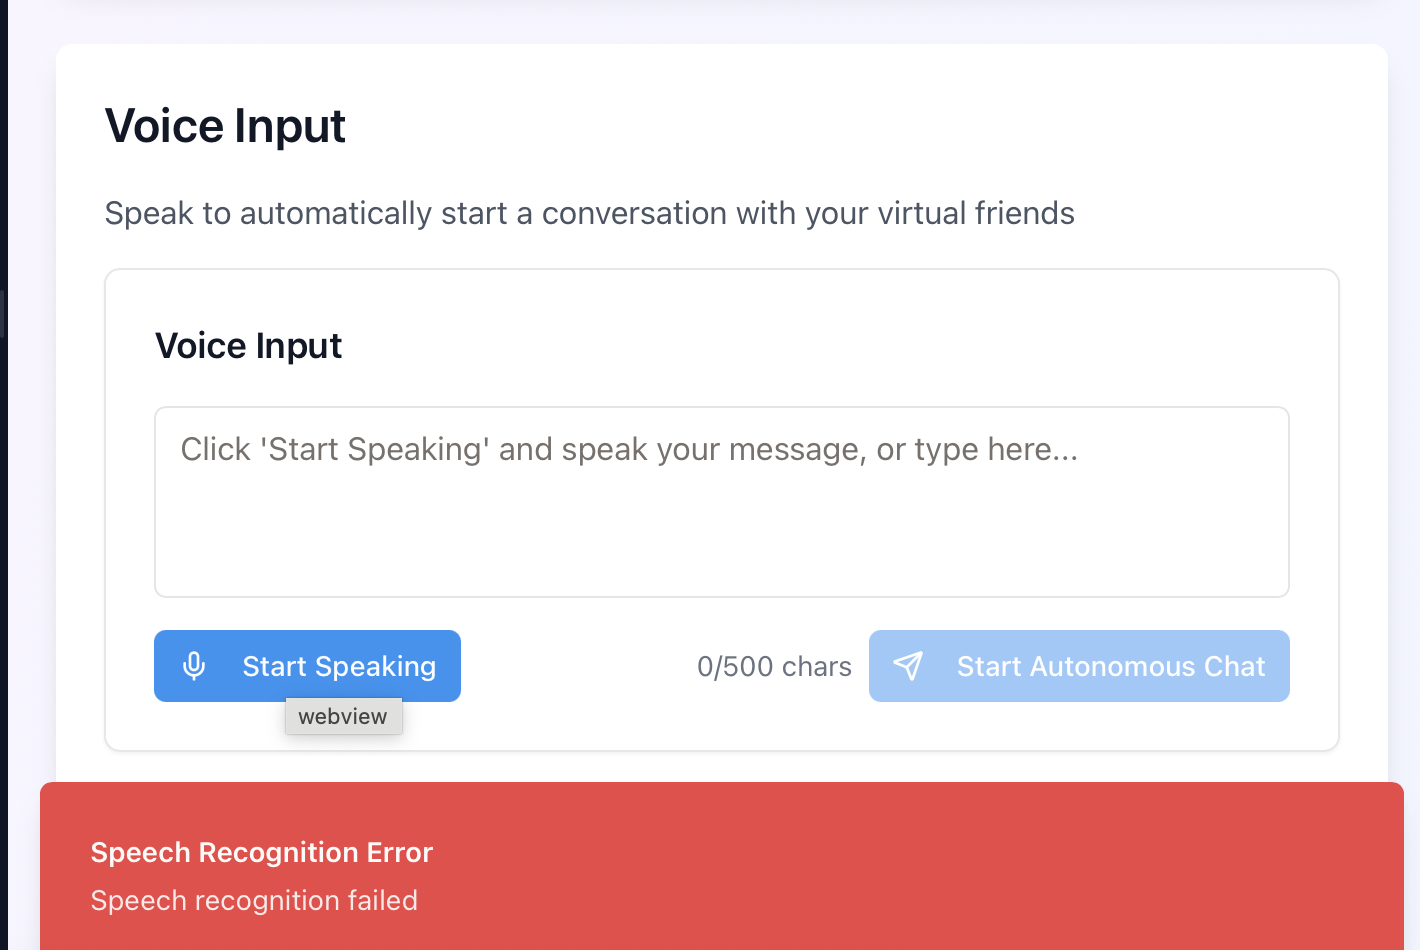 Voice Input
Speak to automatically start a conversation with your virtual friends
Voice Input
Click 'Start Speaking' and speak your message, or type here...
Start Speaking
0/500 chars
Start Autonomous Chat
webview
Speech Recognition Error
Speech recognition failed